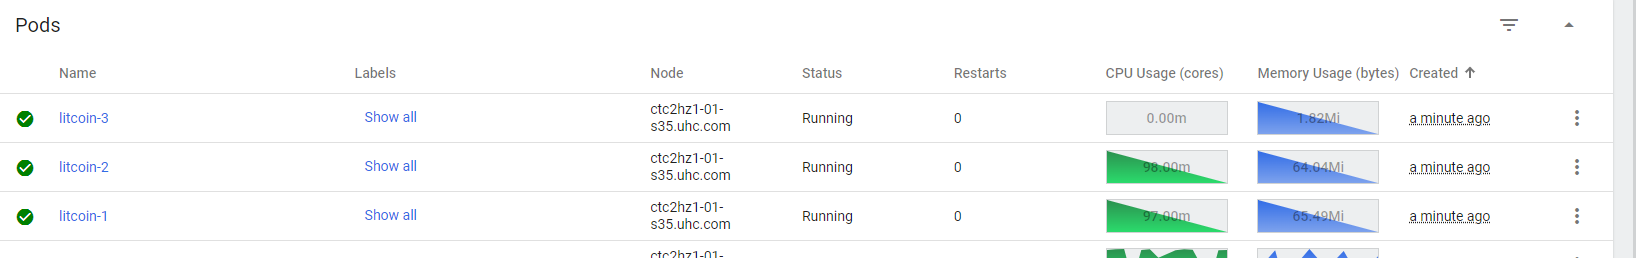 Pods
Name Labels Node Status Restarts CPU Usage (cores) Memory Usage (bytes) Created
litcoin-3 Show all ctc2hz1-01-
s35.uhc.com Running 0 0.00m 1.82Mi a minute ago
litcoin-2 Show all ctc2hz1-01-
s35.uhc.com Running 0 98.00m 64.04Mi a minute ago
litcoin-1 Show all ctc2hz1-01-
s35.uhc.com Running 0 97.00m 65.49Mi a minute ago
ctc2hz1-01-